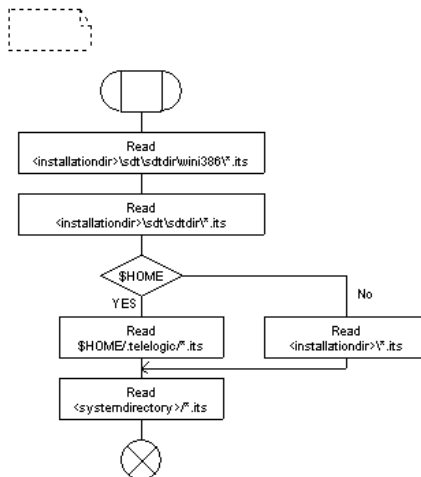 Read
<installationdir>\sdt\sdtdir\wini386\*.its
Read
<installationdir>\sdt\sdtdir\*.its
$HOME
YES
No
Read
$HOME/.telelogic/*.its
Read
<installationdir>\*.its
Read
<systemdirectory>/*.its